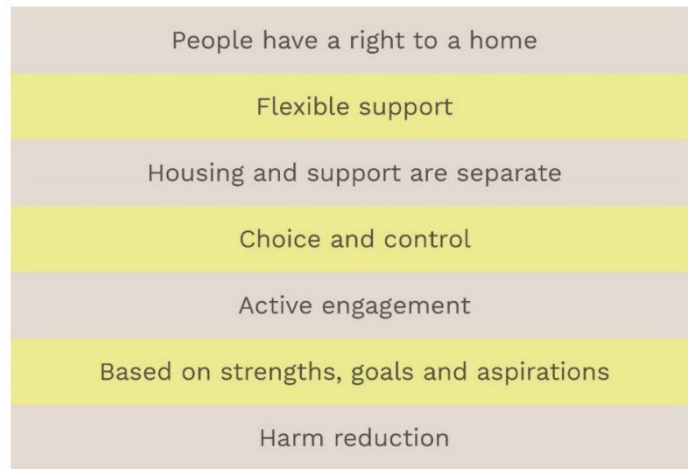 People have a right to a home
Flexible support
Housing and support are separate
Choice and control
Active engagement
Based on strengths, goals and aspirations
Harm reduction